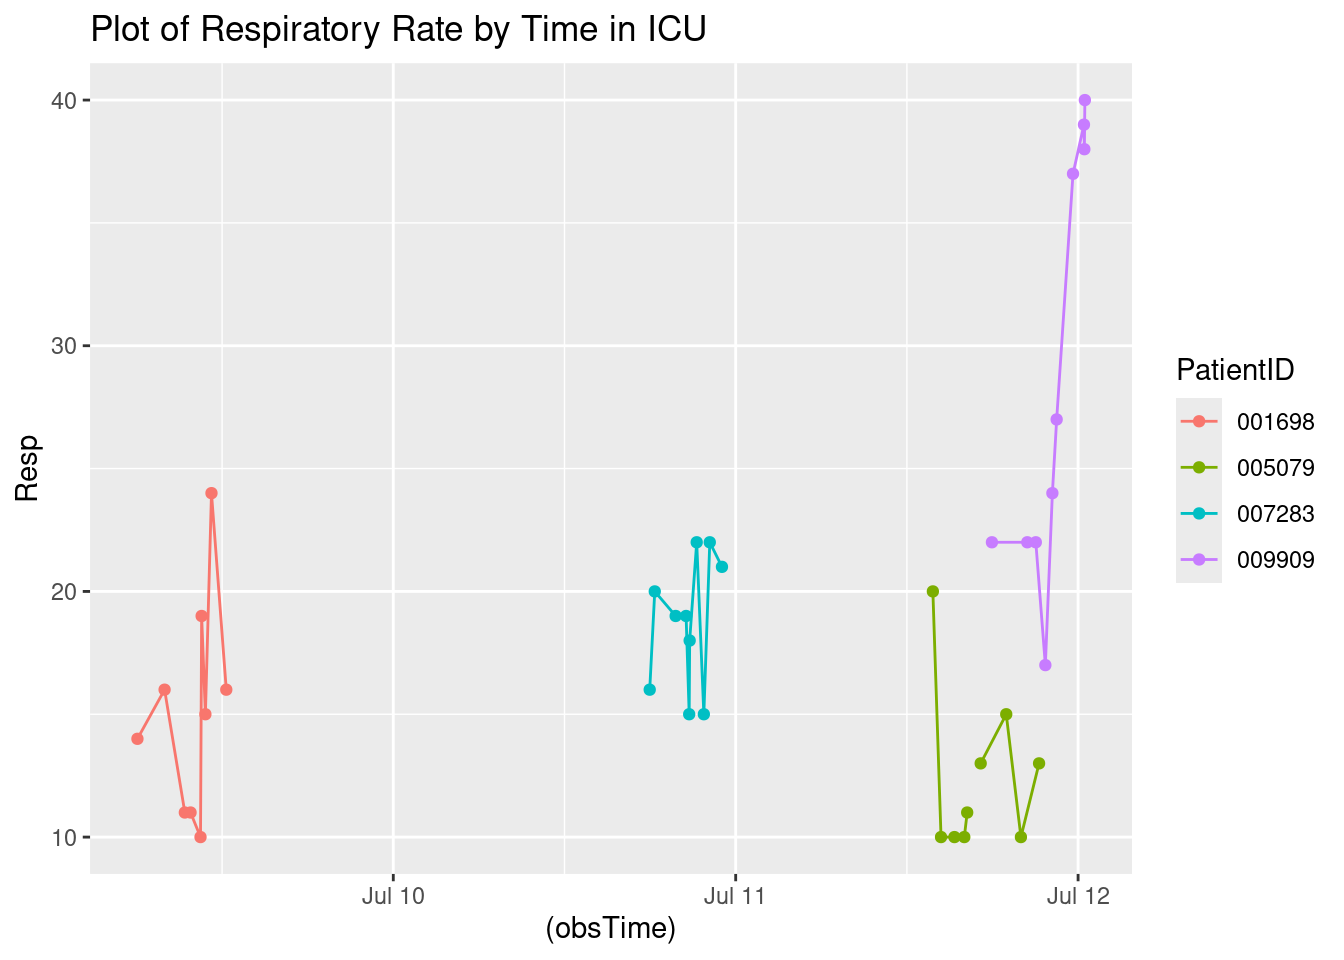 Plot of Respiratory Rate by Time in ICU
40
30
20
10
Resp
Jul 10
Jul 11
Jul 12
(obsTime)
PatientID
001698
005079
007283
009909